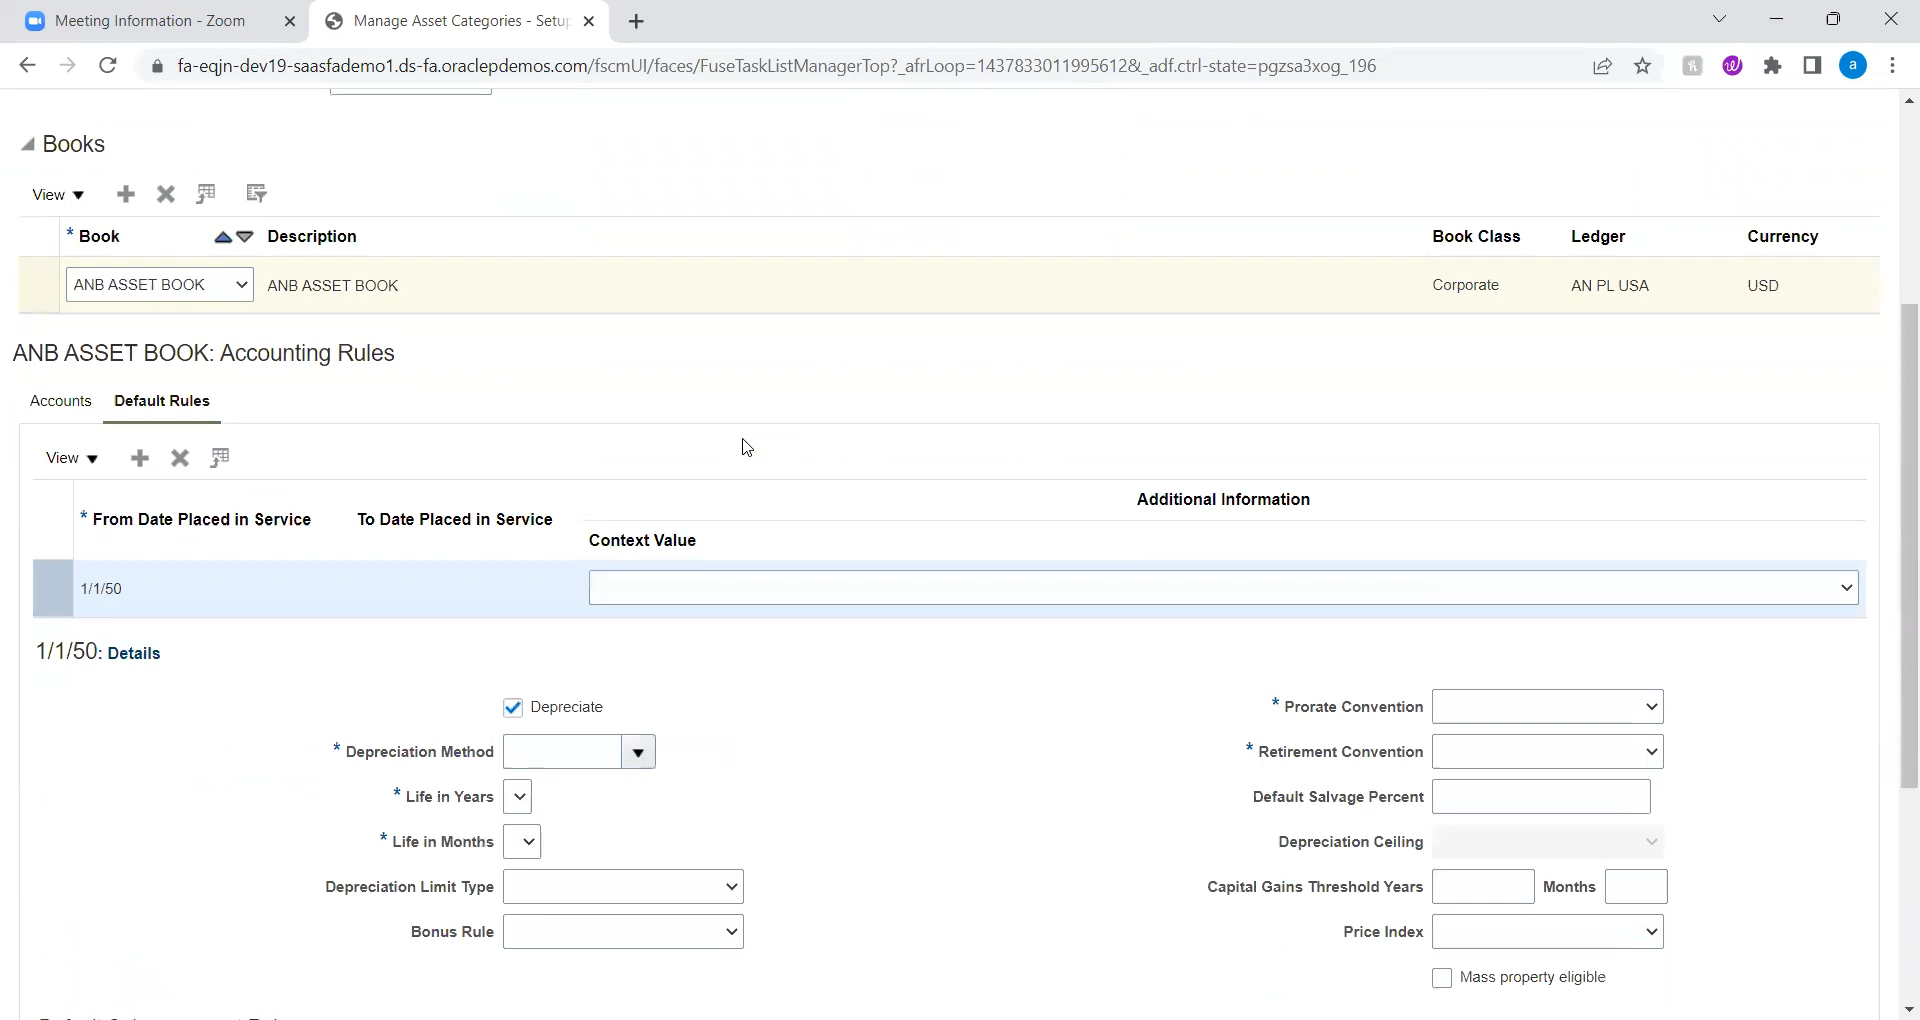 Meeting Information - Zoom
Manage Asset Categories - Setup
fa-eqjn-dev19-saasfademo1.ds-fa.oraclepdemos.com/fscmUI/faces/FuseTaskListManagerTop?_afrLoop=14378330119956128&_adf.ctrl-state=pgzsa3xog_196
a
Books
View
* Book Description Book Class Ledger Currency
ANB ASSET BOOK ANB ASSET BOOK Corporate AN PL USA USD
ANB ASSET BOOK: Accounting Rules
Accounts Default Rules
View
Additional Information
* From Date Placed in Service To Date Placed in Service
Context Value
1/1/50
1/1/50: Details
Depreciate * Prorate Convention
* Depreciation Method * Retirement Convention
* Life in Years Default Salvage Percent
* Life in Months Depreciation Ceiling
Depreciation Limit Type Capital Gains Threshold Years Months
Bonus Rule Price Index
Mass property eligible